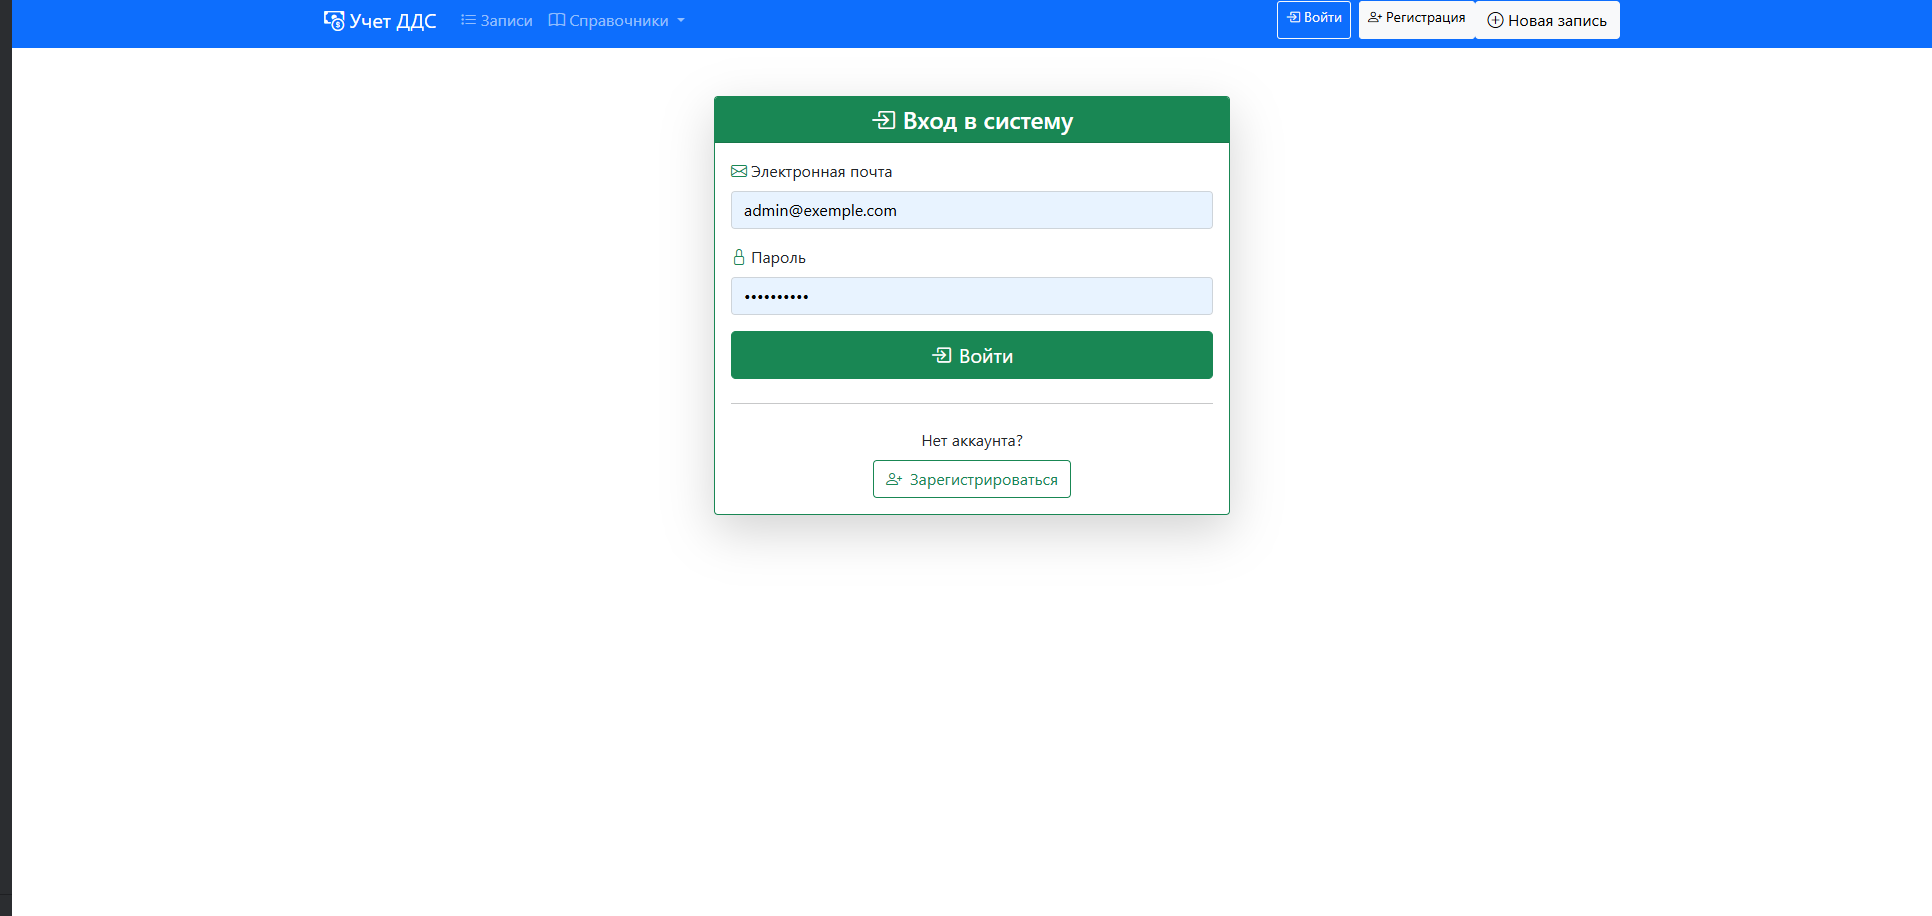 Учет ДДС Записи Справочники Войти Регистрация Новая запись
Вход в систему
Электронная почта
admin@exemple.com
Пароль
••••••••••
Войти
Нет аккаунта?
Зарегистрироваться